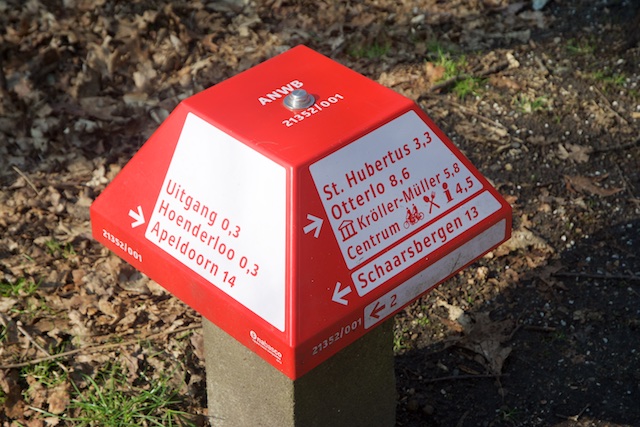 ANWB
21352/001
Uitgang 0,3
Hoenderloo 0,3
Apeldoorn 14
21352/001
St. Hubertus 3,3
Otterlo 8,6
Kröller-Müller 5,8
Centrum 4,5
Schaarsbergen 13
2
21352/001
nabasco